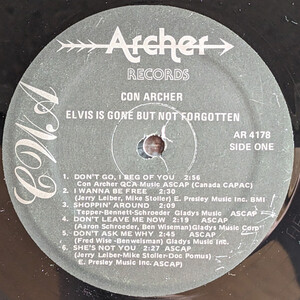 Archer
RECORDS
CON ARCHER
ELVIS IS GONE BUT NOT FORGOTTEN
AR 4178
SIDE ONE
CWA
1- DON'T GO, I BEG OF YOU 2:56
Con Archer QCA Music ASCAP (Canada CAPAC)
2- I WANNA BE FREE 2:30
(Jerry Leiber, Mike Stoller) E. Presley Music Inc. BMI
3- SHOPPIN' AROUND 2:09
Tepper-Bennett-Schroeder Gladys Music ASCAP
4- DON'T LEAVE ME NOW 2:19 ASCAP
(Aaron Schroeder, Ben Wisman) Gladys Music Corp
5- DON'T ASK ME WHY 2:45 ASCAP
(Fred Wise -Benweisman) Gladys Music Inc.
6- SHE'S NOT YOU 2:27 ASCAP
(Jerry Leiber-Mike Stoller-Doc Pomus)
E. Presley Music Inc. ASCAP)